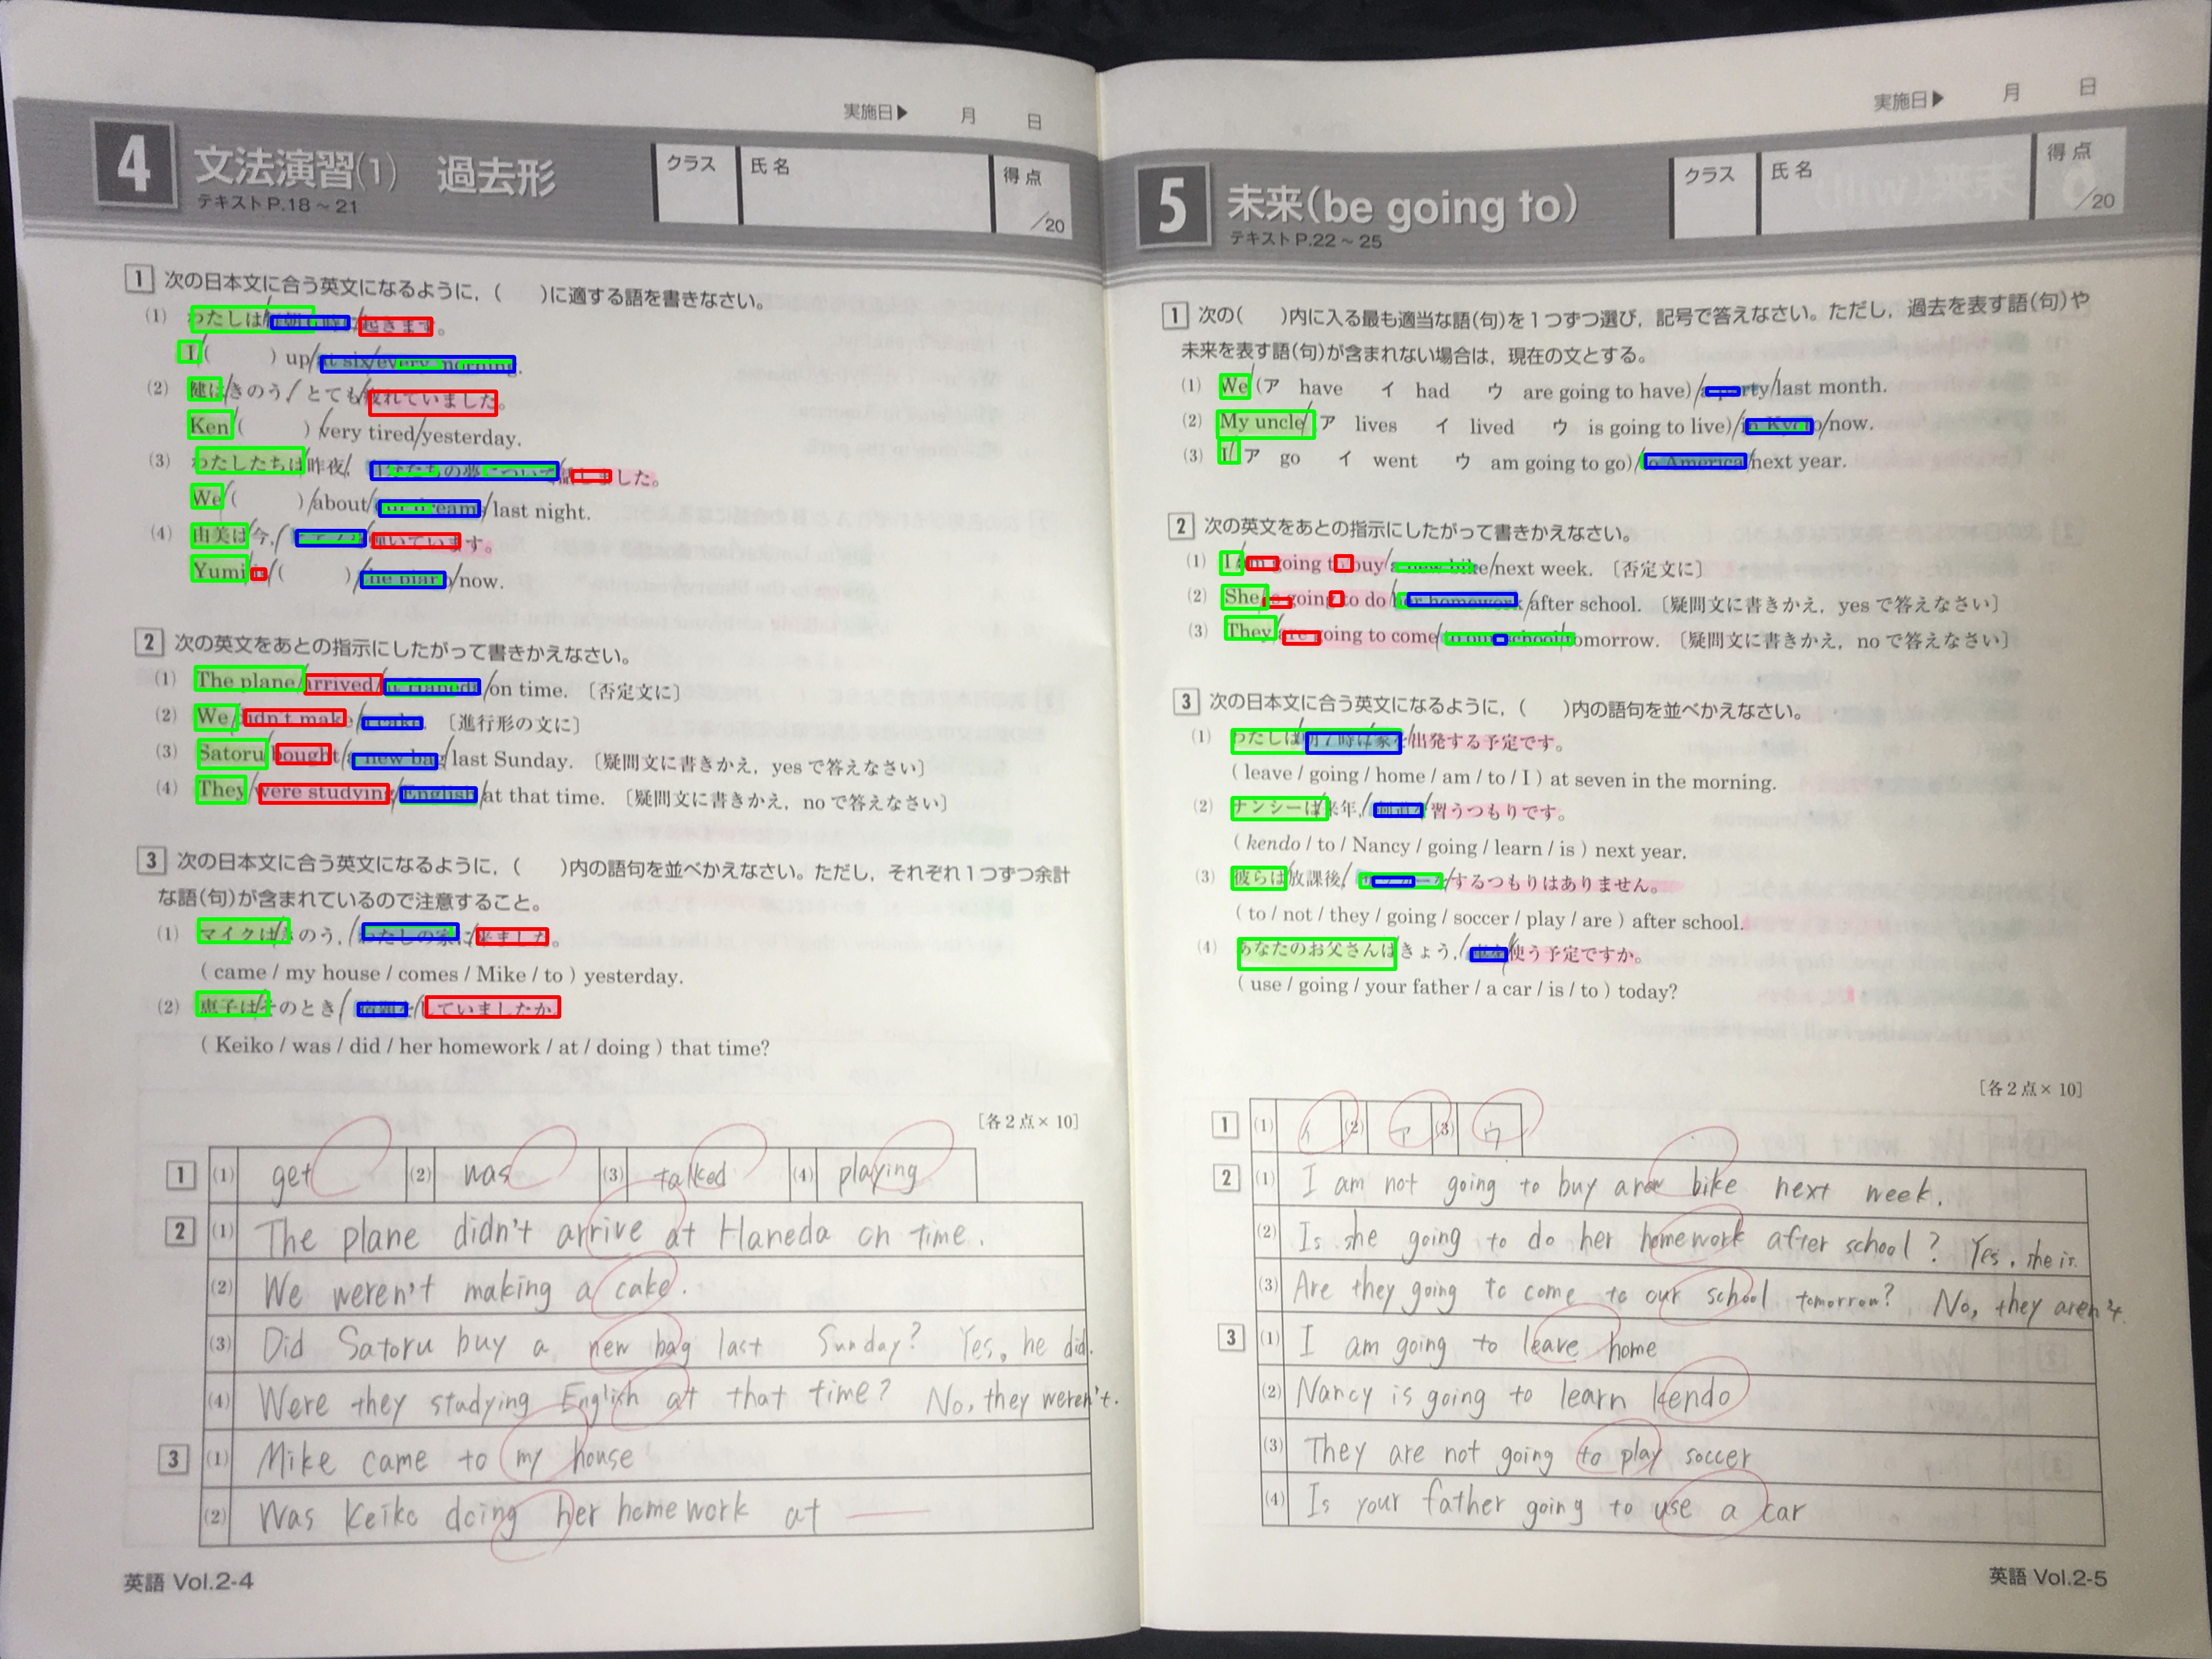 実施日▶ 月 日
4 文法演習(1) 過去形
テキストP.18~21
クラス 氏名 得点 /20
1 次の日本文に合う英文になるように,( )に適する語を書きなさい。
(1) わたしは/毎朝6時に/起きます。
I/( ) up/at six/every morning.
(2) 健は/きのう,/とても/疲れていました。
Ken/( )/very tired/yesterday.
(3) わたしたちは/昨夜/ たちの夢について/話しました。
We/( )/about/our dream/last night.
(4) 由美は/今,/ピアノを/弾いています。
Yumi/is/( )/the piano/now.
2 次の英文をあとの指示にしたがって書きかえなさい。
(1) The plane/arrived/at Haneda/on time. 〔否定文に〕
(2) We/didn't make/a cake. 〔進行形の文に〕
(3) Satoru/bought/a new bag/last Sunday. 〔疑問文に書きかえ, yesで答えなさい〕
(4) They/were studying/English/at that time. 〔疑問文に書きかえ, noで答えなさい〕
3 次の日本文に合う英文になるように,( )内の語句を並べかえなさい。ただし,それぞれ1つずつ余計
な語(句)が含まれているので注意すること。
(1) マイクは/きのう,/わたしの家に/来ました。
( came / my house / comes / Mike / to ) yesterday.
(2) 恵子は/そのとき/宿題を/していましたか。
( Keiko / was / did / her homework / at / doing ) that time?
[各2点×10]
1 (1) get (2) was (3) talked (4) playing
2 (1) The plane didn't arrive at Haneda on time.
(2) We weren't making a cake.
(3) Did Satoru buy a new bag last Sunday? Yes, he did.
(4) Were they studying English at that time? No, they weren't.
3 (1) Mike came to my house
(2) Was Keiko doing her homework at
英語 Vol.2-4
実施日▶ 月 日
5 未来(be going to)
テキストP.22~25
クラス 氏名 得点 /20
1 次の( )内に入る最も適当な語(句)を1つずつ選び,記号で答えなさい。ただし,過去を表す語(句)や
未来を表す語(句)が含まれない場合は,現在の文とする。
(1) We/(ア have イ had ウ are going to have)/a party/last month.
(2) My uncle/(ア lives イ lived ウ is going to live)/in Kyoto/now.
(3) I/(ア go イ went ウ am going to go)/to America/next year.
2 次の英文をあとの指示にしたがって書きかえなさい。
(1) I/am going to buy/a new bike/next week. 〔否定文に〕
(2) She/is going to do/her homework/after school. 〔疑問文に書きかえ, yesで答えなさい〕
(3) They/are going to come/to our school/tomorrow. 〔疑問文に書きかえ, noで答えなさい〕
3 次の日本文に合う英文になるように,( )内の語句を並べかえなさい。
(1) わたしは/朝7時に/家を/出発する予定です。
( leave / going / home / am / to / I ) at seven in the morning.
(2) ナンシーは/来年,/剣道を/習うつもりです。
( kendo / to / Nancy / going / learn / is ) next year.
(3) 彼らは/放課後,/サッカーを/するつもりはありません。
( to / not / they / going / soccer / play / are ) after school.
(4) あなたのお父さんは/きょう,/車を/使う予定ですか。
( use / going / your father / a car / is / to ) today?
[各2点×10]
1 (1) イ (2) ア (3) ウ
2 (1) I am not going to buy a new bike next week.
(2) Is she going to do her homework after school? Yes, she is.
(3) Are they going to come to our school tomorrow? No, they aren't.
3 (1) I am going to leave home
(2) Nancy is going to learn kendo
(3) They are not going to play soccer
(4) Is your father going to use a car
英語 Vol.2-5